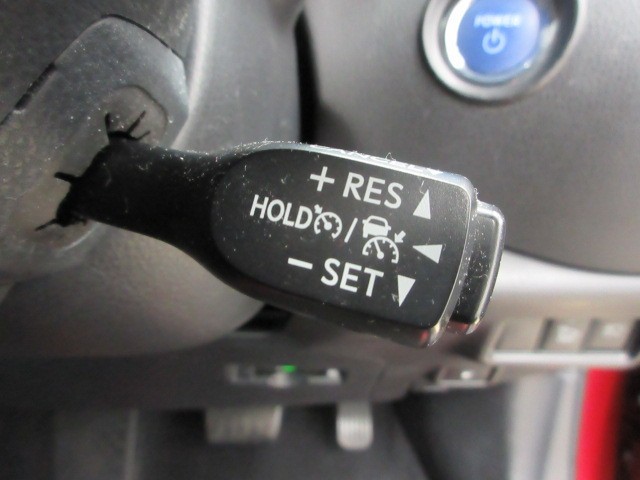 POWER
+ RES
HOLD /
− SET